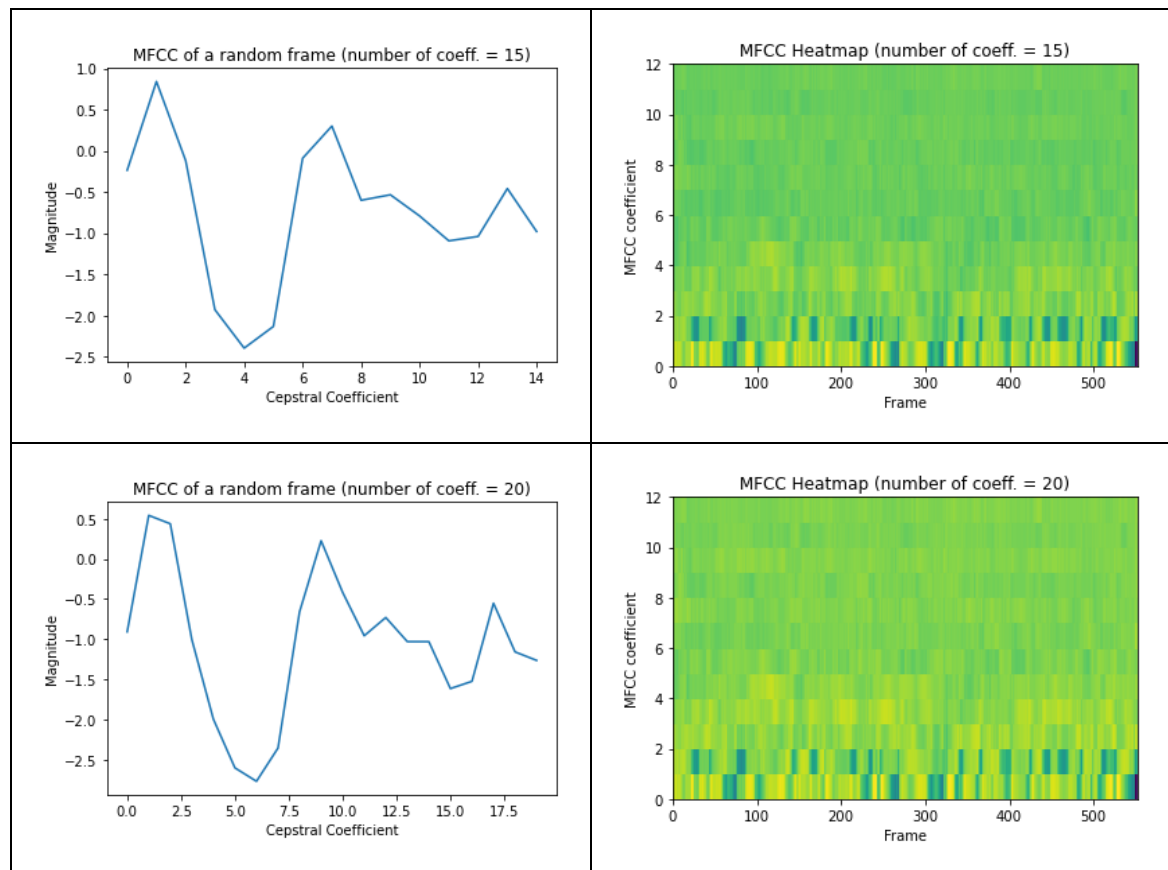 MFCC of a random frame (number of coeff. = 15)
1.0
0.5
0.0
−0.5
−1.0
−1.5
−2.0
−2.5
Magnitude
0 2 4 6 8 10 12 14
Cepstral Coefficient
MFCC Heatmap (number of coeff. = 15)
12
10
8
6
4
2
0
MFCC coefficient
0 100 200 300 400 500
Frame
MFCC of a random frame (number of coeff. = 20)
0.5
0.0
−0.5
−1.0
−1.5
−2.0
−2.5
Magnitude
0.0 2.5 5.0 7.5 10.0 12.5 15.0 17.5
Cepstral Coefficient
MFCC Heatmap (number of coeff. = 20)
12
10
8
6
4
2
0
MFCC coefficient
0 100 200 300 400 500
Frame